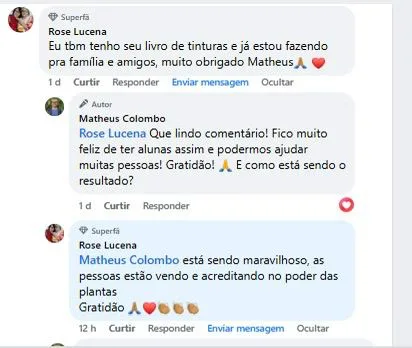 Superfã
Rose Lucena
Eu tbm tenho seu livro de tinturas e já estou fazendo
pra família e amigos, muito obrigado Matheus🙏 ❤️
1 d Curtir Responder Enviar mensagem Ocultar
Autor
Matheus Colombo
Rose Lucena Que lindo comentário! Fico muito
feliz de ter alunas assim e podermos ajudar
muitas pessoas! Gratidão! 🙏 E como está sendo o
resultado?
1 d Curtir Responder
Superfã
Rose Lucena
Matheus Colombo está sendo maravilhoso, as
pessoas estão vendo e acreditando no poder das
plantas
Gratidão 🙏❤️👏🏽👏🏽👏🏽
12 h Curtir Responder Enviar mensagem Ocultar